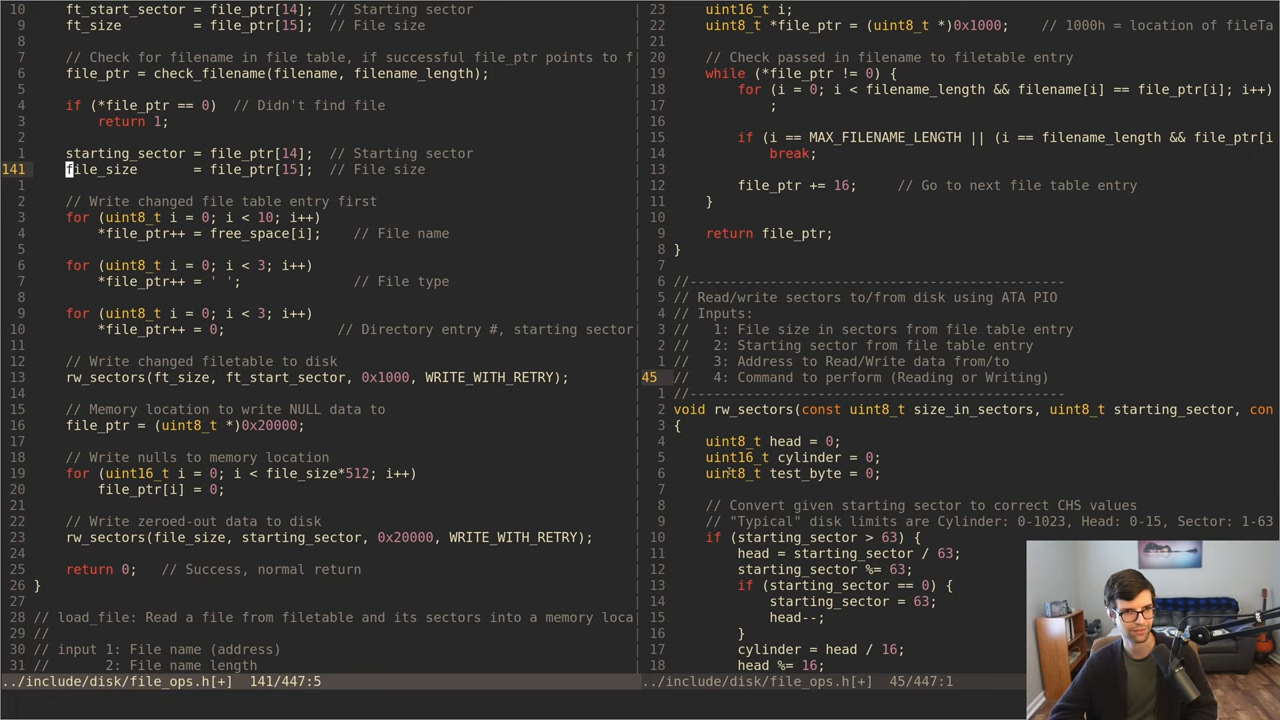 10 ft_start_sector = file_ptr[14]; // Starting sector
9 ft_size = file_ptr[15]; // File size
8
7 // Check for filename in file table, if successful file_ptr points to f
6 file_ptr = check_filename(filename, filename_length);
5
4 if (*file_ptr == 0) // Didn't find file
3 return 1;
2
1 starting_sector = file_ptr[14]; // Starting sector
141 file_size = file_ptr[15]; // File size
1
2 // Write changed file table entry first
3 for (uint8_t i = 0; i < 10; i++)
4 *file_ptr++ = free_space[i]; // File name
5
6 for (uint8_t i = 0; i < 3; i++)
7 *file_ptr++ = ' '; // File type
8
9 for (uint8_t i = 0; i < 3; i++)
10 *file_ptr++ = 0; // Directory entry #, starting sector
11
12 // Write changed filetable to disk
13 rw_sectors(ft_size, ft_start_sector, 0x1000, WRITE_WITH_RETRY);
14
15 // Memory location to write NULL data to
16 file_ptr = (uint8_t *)0x20000;
17
18 // Write nulls to memory location
19 for (uint16_t i = 0; i < file_size*512; i++)
20 file_ptr[i] = 0;
21
22 // Write zeroed-out data to disk
23 rw_sectors(file_size, starting_sector, 0x20000, WRITE_WITH_RETRY);
24
25 return 0; // Success, normal return
26 }
27
28 // load_file: Read a file from filetable and its sectors into a memory loca
29 //
30 // input 1: File name (address)
31 // 2: File name length
../include/disk/file_ops.h[+] 141/447:5
23 uint16_t i;
22 uint8_t *file_ptr = (uint8_t *)0x1000; // 1000h = location of fileTa
21
20 // Check passed in filename to filetable entry
19 while (*file_ptr != 0) {
18 for (i = 0; i < filename_length && filename[i] == file_ptr[i]; i++)
17 ;
16
15 if (i == MAX_FILENAME_LENGTH || (i == filename_length && file_ptr[i
14 break;
13
12 file_ptr += 16; // Go to next file table entry
11 }
10
9 return file_ptr;
8 }
7
6 //------------------------------------------------
5 // Read/write sectors to/from disk using ATA PIO
4 // Inputs:
3 // 1: File size in sectors from file table entry
2 // 2: Starting sector from file table entry
1 // 3: Address to Read/Write data from/to
45 // 4: Command to perform (Reading or Writing)
1 //------------------------------------------------
2 void rw_sectors(const uint8_t size_in_sectors, uint8_t starting_sector, con
3 {
4 uint8_t head = 0;
5 uint16_t cylinder = 0;
6 uint8_t test_byte = 0;
7
8 // Convert given starting sector to correct CHS values
9 // "Typical" disk limits are Cylinder: 0-1023, Head: 0-15, Sector: 1-63
10 if (starting_sector > 63) {
11 head = starting_sector / 63;
12 starting_sector %= 63;
13 if (starting_sector == 0) {
14 starting_sector = 63;
15 head--;
16 }
17 cylinder = head / 16;
18 head %= 16;
../include/disk/file_ops.h[+] 45/447:1